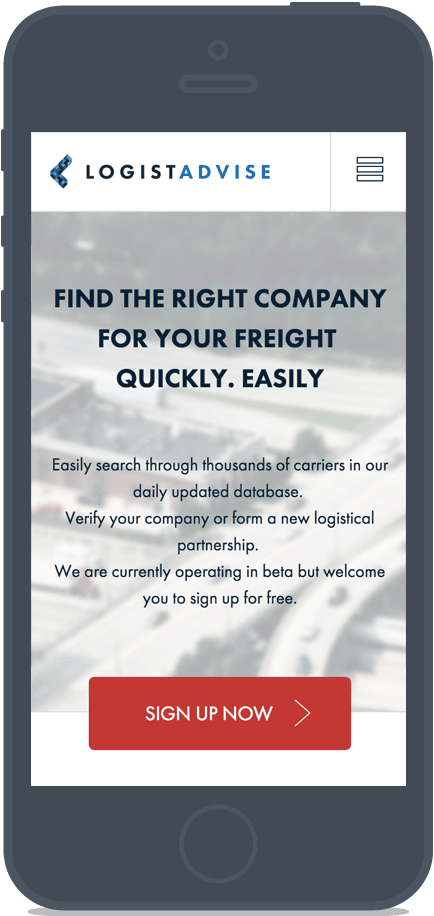 LOGISTADVISE
FIND THE RIGHT COMPANY
FOR YOUR FREIGHT
QUICKLY. EASILY
Easily search through thousands of carriers in our
daily updated database.
Verify your company or form a new logistical
partnership.
We are currently operating in beta but welcome
you to sign up for free.
SIGN UP NOW